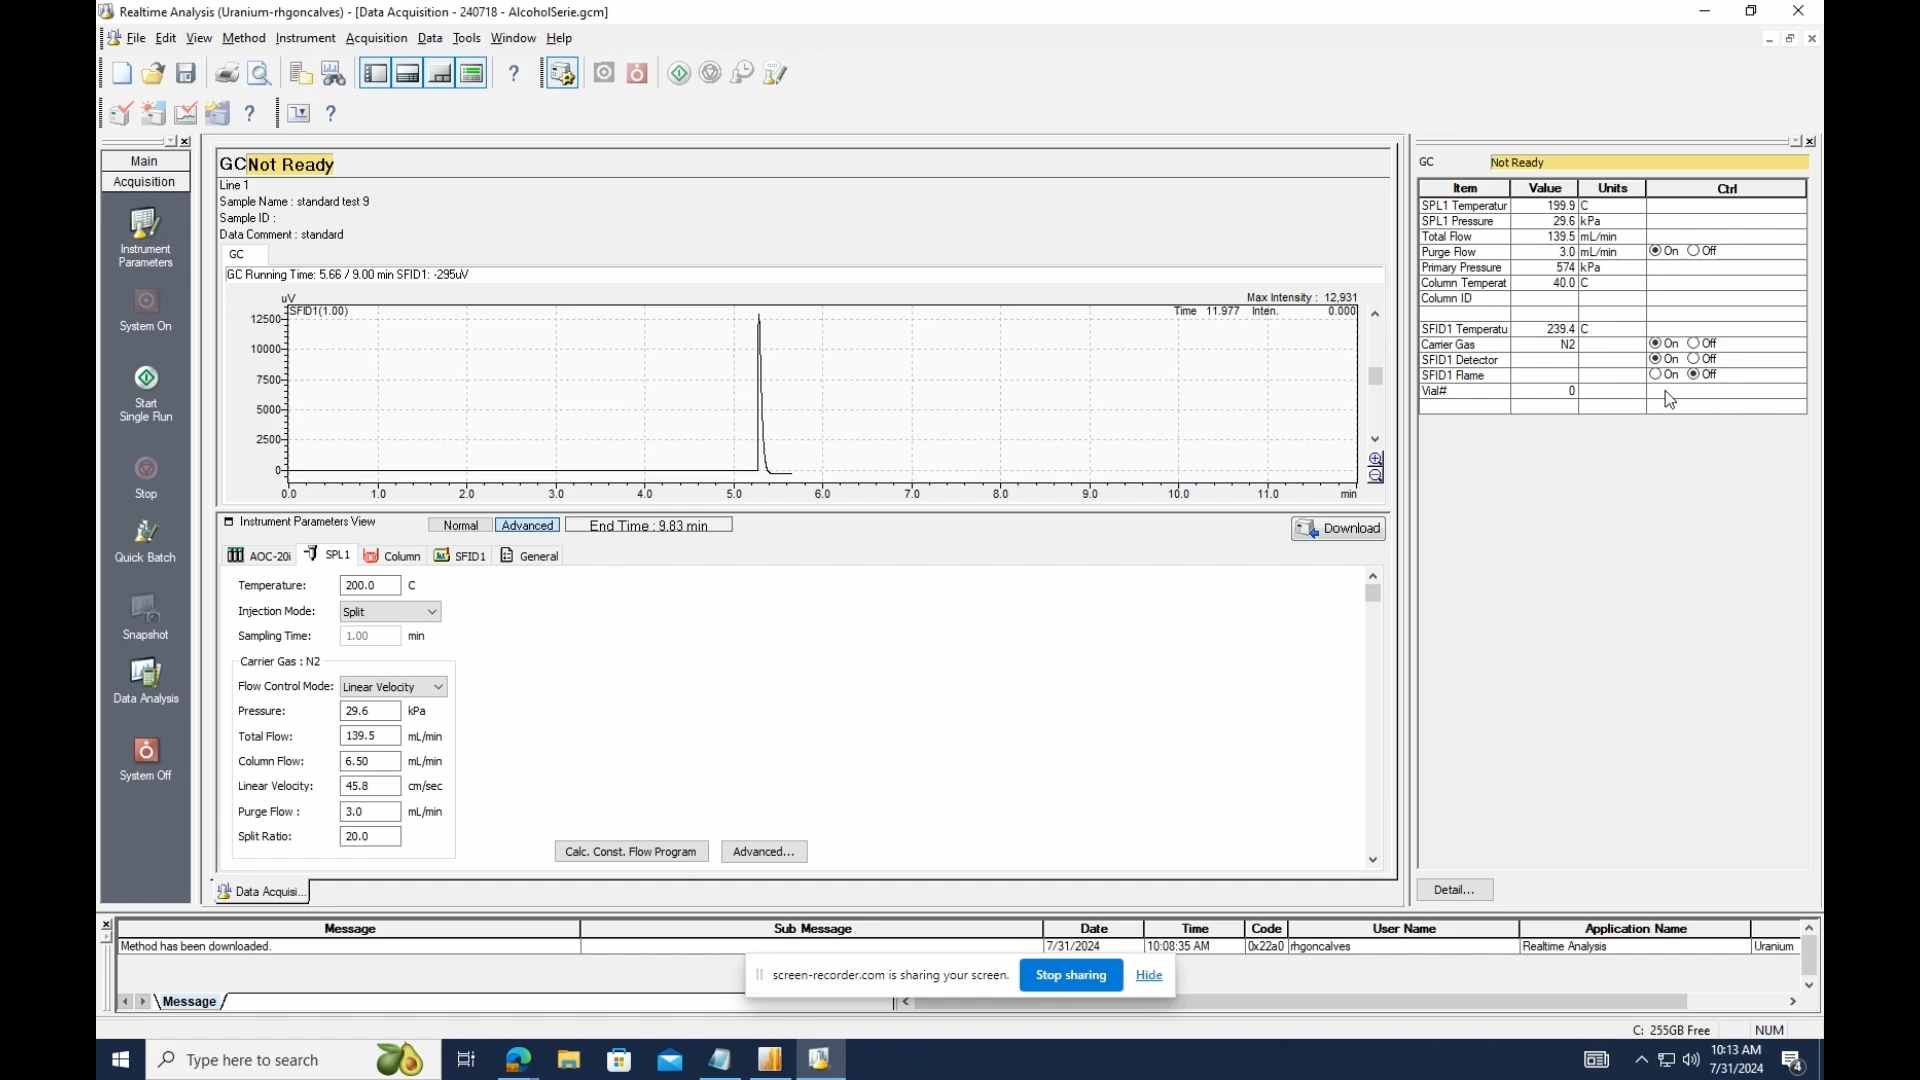 Realtime Analysis (Uranium-rhgoncalves) - [Data Acquisition - 240718 - AlcoholSerie.gcm]
File Edit View Method Instrument Acquisition Data Tools Window Help
Main
Acquisition
Instrument
Parameters
System On
Start
Single Run
Stop
Quick Batch
Snapshot
Data Analysis
System Off
GC Not Ready
Line 1
Sample Name : standard test 9
Sample ID :
Data Comment : standard
GC
GC Running Time: 5.66 / 9.00 min SFID1: -295uV
uV
Max Intensity : 12,931
SFID1(1.00)
Time 11.977 Inten. 0.000
12500
10000
7500
5000
2500
0
0.0 1.0 2.0 3.0 4.0 5.0 6.0 7.0 8.0 9.0 10.0 11.0 min
Instrument Parameters View Normal Advanced End Time : 9.83 min Download
AOC-20i SPL1 Column SFID1 General
Temperature: 200.0 C
Injection Mode: Split
Sampling Time: 1.00 min
Carrier Gas : N2
Flow Control Mode: Linear Velocity
Pressure: 29.6 kPa
Total Flow: 139.5 mL/min
Column Flow: 6.50 mL/min
Linear Velocity: 45.8 cm/sec
Purge Flow : 3.0 mL/min
Split Ratio: 20.0
Calc. Const. Flow Program Advanced...
Data Acquisi...
GC Not Ready
Item Value Units Ctrl
SPL1 Temperatur 199.9 C
SPL1 Pressure 29.6 kPa
Total Flow 139.5 mL/min
Purge Flow 3.0 mL/min On Off
Primary Pressure 574 kPa
Column Temperat 40.0 C
Column ID
SFID1 Temperatu 239.4 C
Carrier Gas N2 On Off
SFID1 Detector On Off
SFID1 Flame On Off
Vial# 0
Detail...
Message Sub Message Date Time Code User Name Application Name
Method has been downloaded. 7/31/2024 10:08:35 AM 0x22a0 rhgoncalves Realtime Analysis Uranium
screen-recorder.com is sharing your screen. Stop sharing Hide
Message
C: 255GB Free NUM
Type here to search
10:13 AM
7/31/2024
4